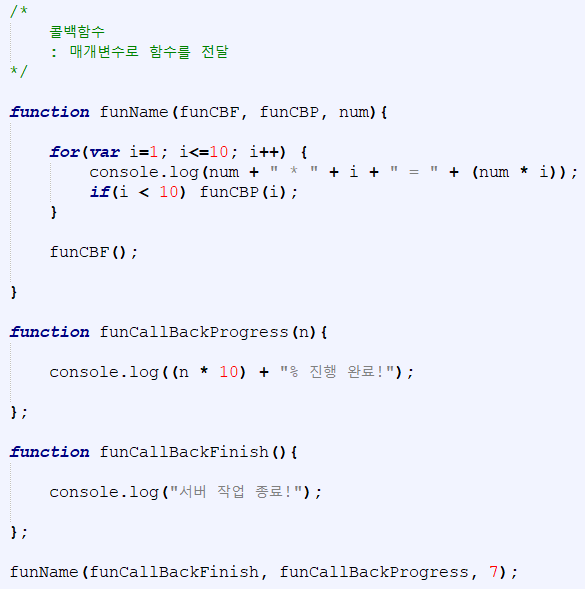 /*
    콜백함수
    : 매개변수로 함수를 전달
*/

function funName(funCBF, funCBP, num){

    for(var i=1; i<=10; i++) {
        console.log(num + " * " + i + " = " + (num * i));
        if(i < 10) funCBP(i);
    }

    funCBF();

}

function funCallBackProgress(n){

    console.log((n * 10) + "% 진행 완료!");

};

function funCallBackFinish(){

    console.log("서버 작업 종료!");

};

funName(funCallBackFinish, funCallBackProgress, 7);